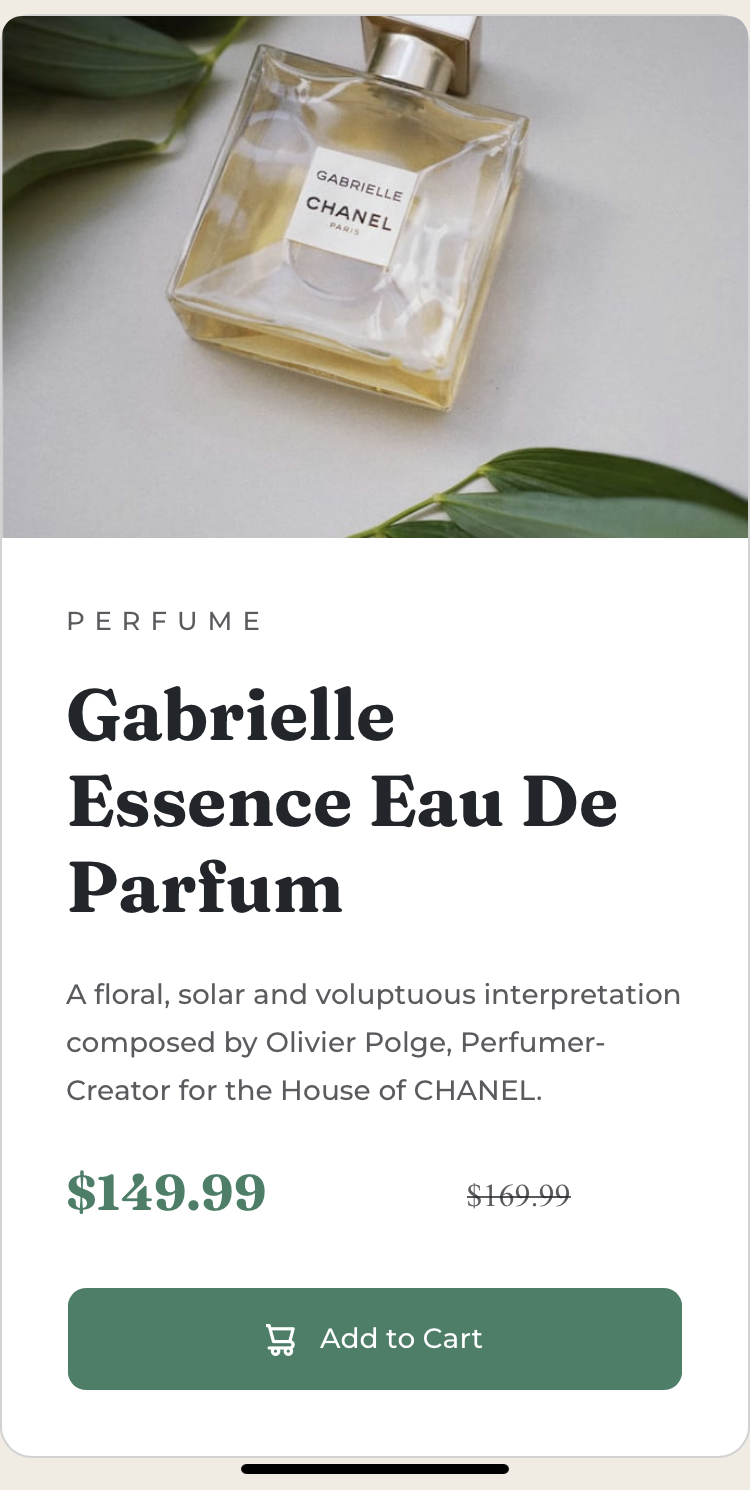 GABRIELLE
CHANEL
PARIS
PERFUME
Gabrielle
Essence Eau De
Parfum
A floral, solar and voluptuous interpretation
composed by Olivier Polge, Perfumer-
Creator for the House of CHANEL.
$149.99 $169.99
Add to Cart